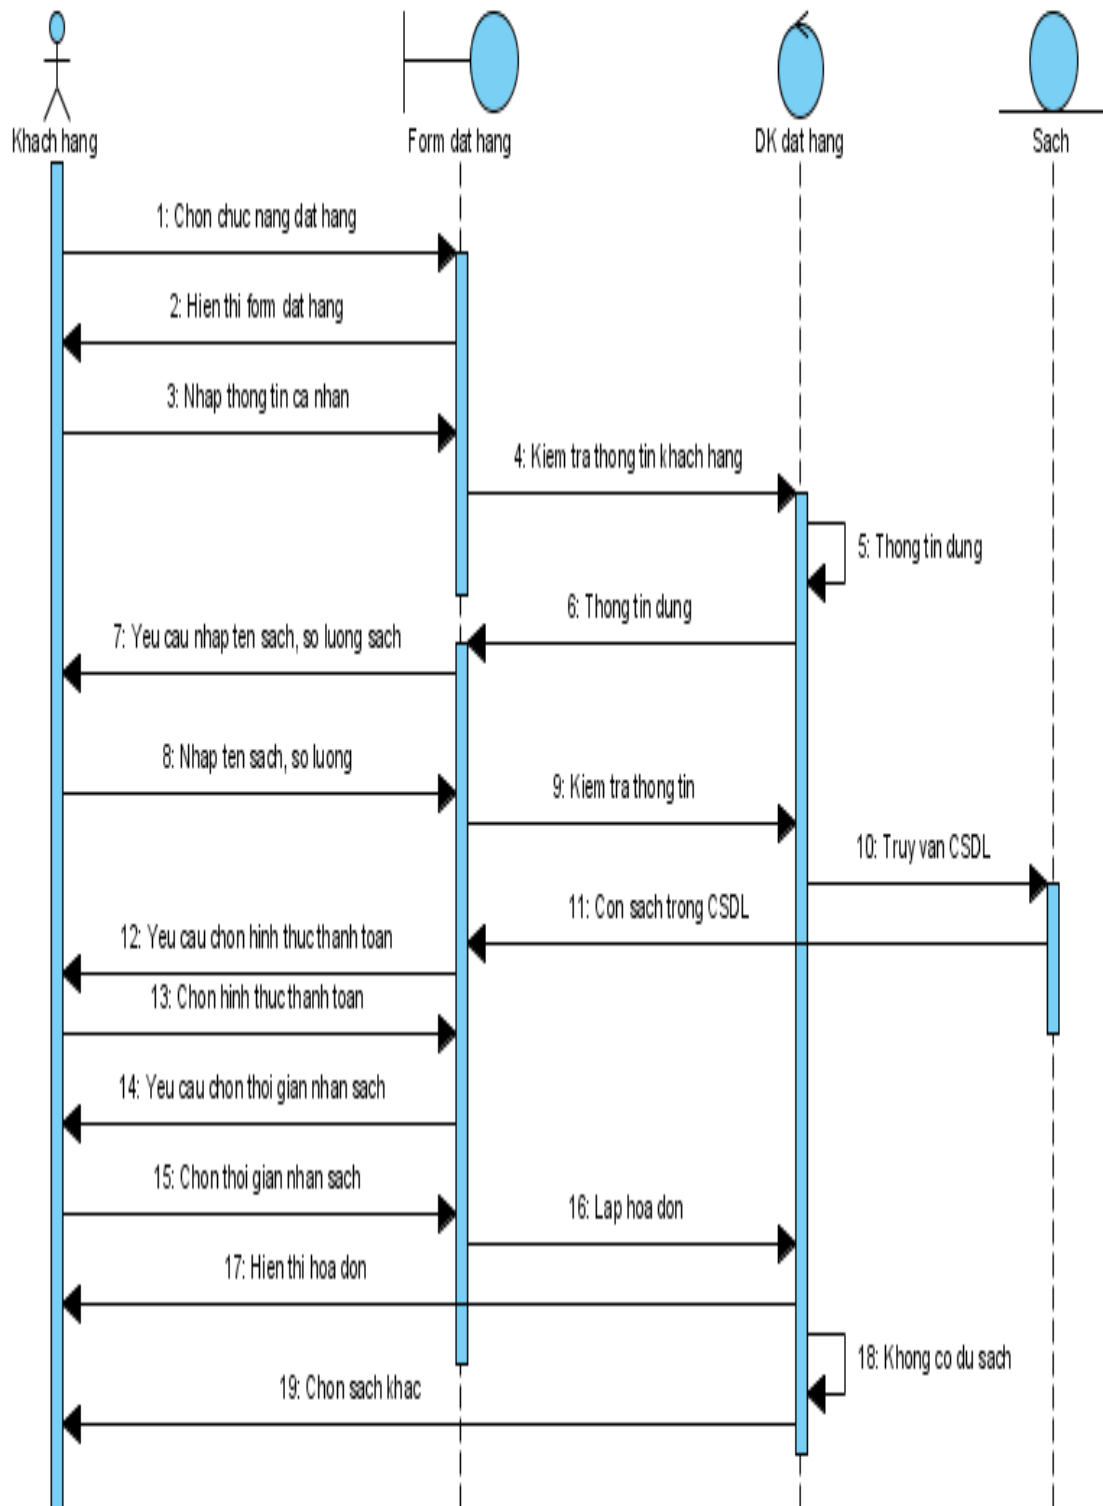 Khach hang
Form dat hang
DK dat hang
Sach
1: Chon chuc nang dat hang
2: Hien thi form dat hang
3: Nhap thong tin ca nhan
4: Kiem tra thong tin khach hang
5: Thong tin dung
6: Thong tin dung
7: Yeu cau nhap ten sach, so luong sach
8: Nhap ten sach, so luong
9: Kiem tra thong tin
10: Truy van CSDL
11: Con sach trong CSDL
12: Yeu cau chon hinh thuc thanh toan
13: Chon hinh thuc thanh toan
14: Yeu cau chon thoi gian nhan sach
15: Chon thoi gian nhan sach
16: Lap hoa don
17: Hien thi hoa don
18: Khong co du sach
19: Chon sach khac